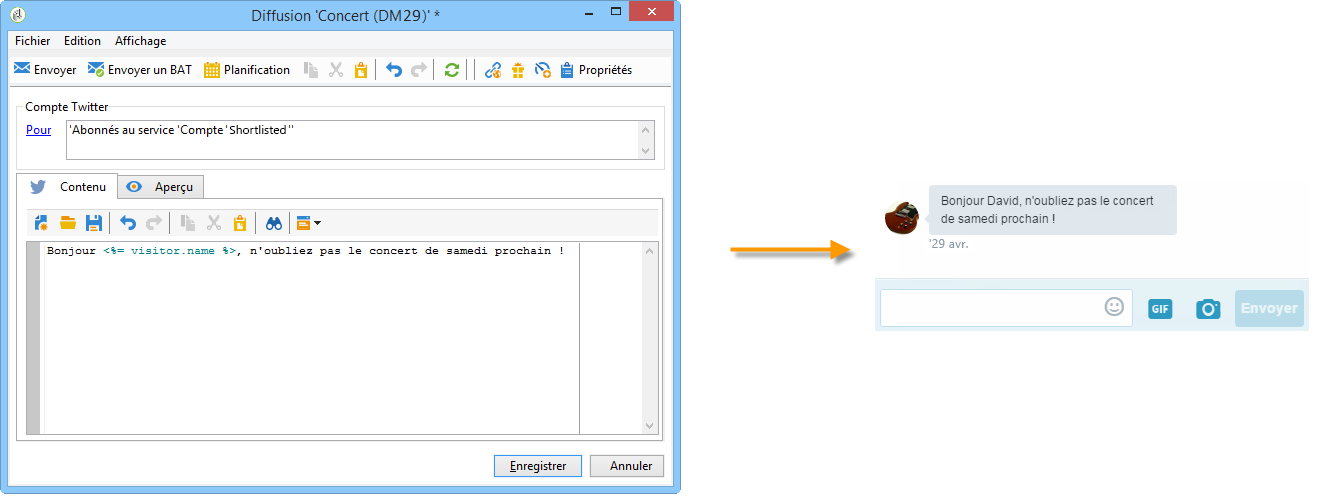 Diffusion 'Concert (DM29)' *
Fichier Edition Affichage
Envoyer Envoyer un BAT Planification Propriétés
Compte Twitter
Pour 'Abonnés au service 'Compte 'Shortlisted ''
Contenu Aperçu
Bonjour <%= visitor.name %>, n'oubliez pas le concert de samedi prochain !
Enregistrer Annuler
Bonjour David, n'oubliez pas le concert
de samedi prochain !
'29 avr.
GIF Envoyer